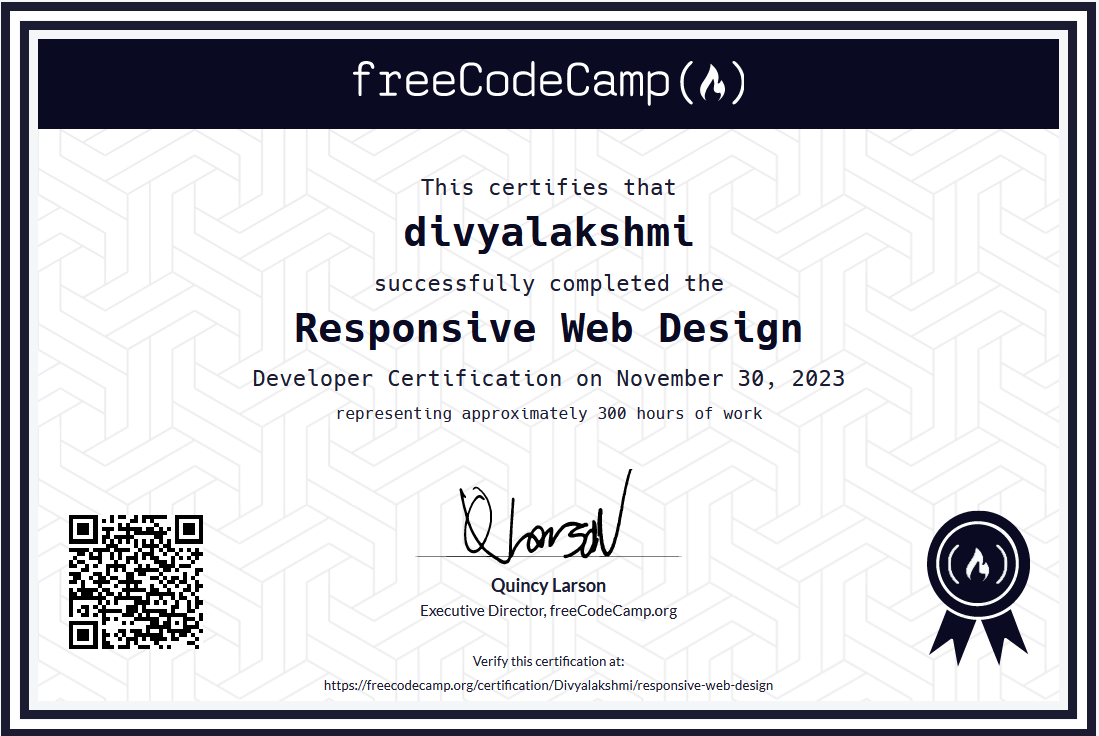 freeCodeCamp
This certifies that
divyalakshmi
successfully completed the
Responsive Web Design
Developer Certification on November 30, 2023
representing approximately 300 hours of work
Q Larson
Quincy Larson
Executive Director, freeCodeCamp.org
Verify this certification at:
https://freecodecamp.org/certification/Divyalakshmi/responsive-web-design